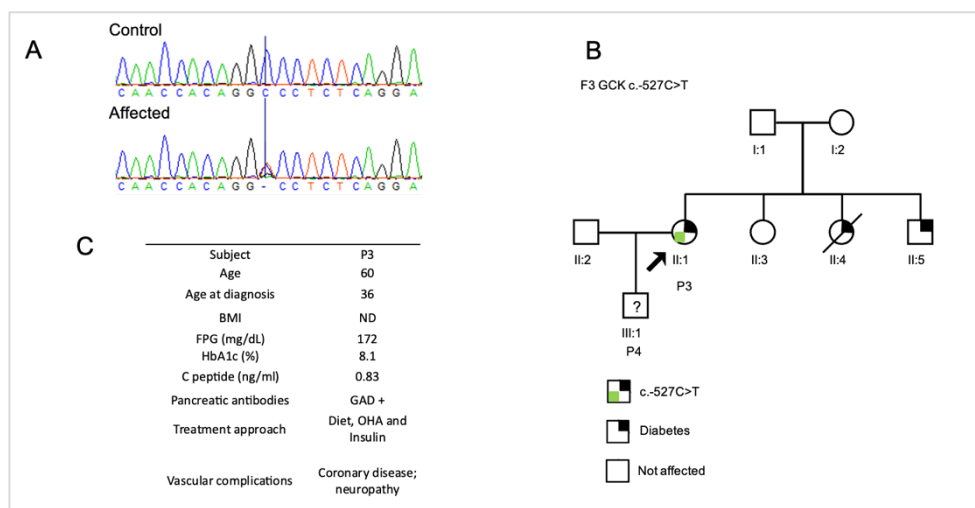 A
Control
C A A C C A C A G G C C C T C T C A G G A
Affected
C A A C C A C A G G - C C T C T C A G G A
B
F3 GCK c.-527C>T
I:1 I:2
II:2 II:1 II:3 II:4 II:5
P3
?
III:1
P4
c.-527C>T
Diabetes
Not affected
C
Subject P3
Age 60
Age at diagnosis 36
BMI ND
FPG (mg/dL) 172
HbA1c (%) 8.1
C peptide (ng/ml) 0.83
Pancreatic antibodies GAD +
Treatment approach Diet, OHA and
Insulin
Vascular complications Coronary disease;
neuropathy